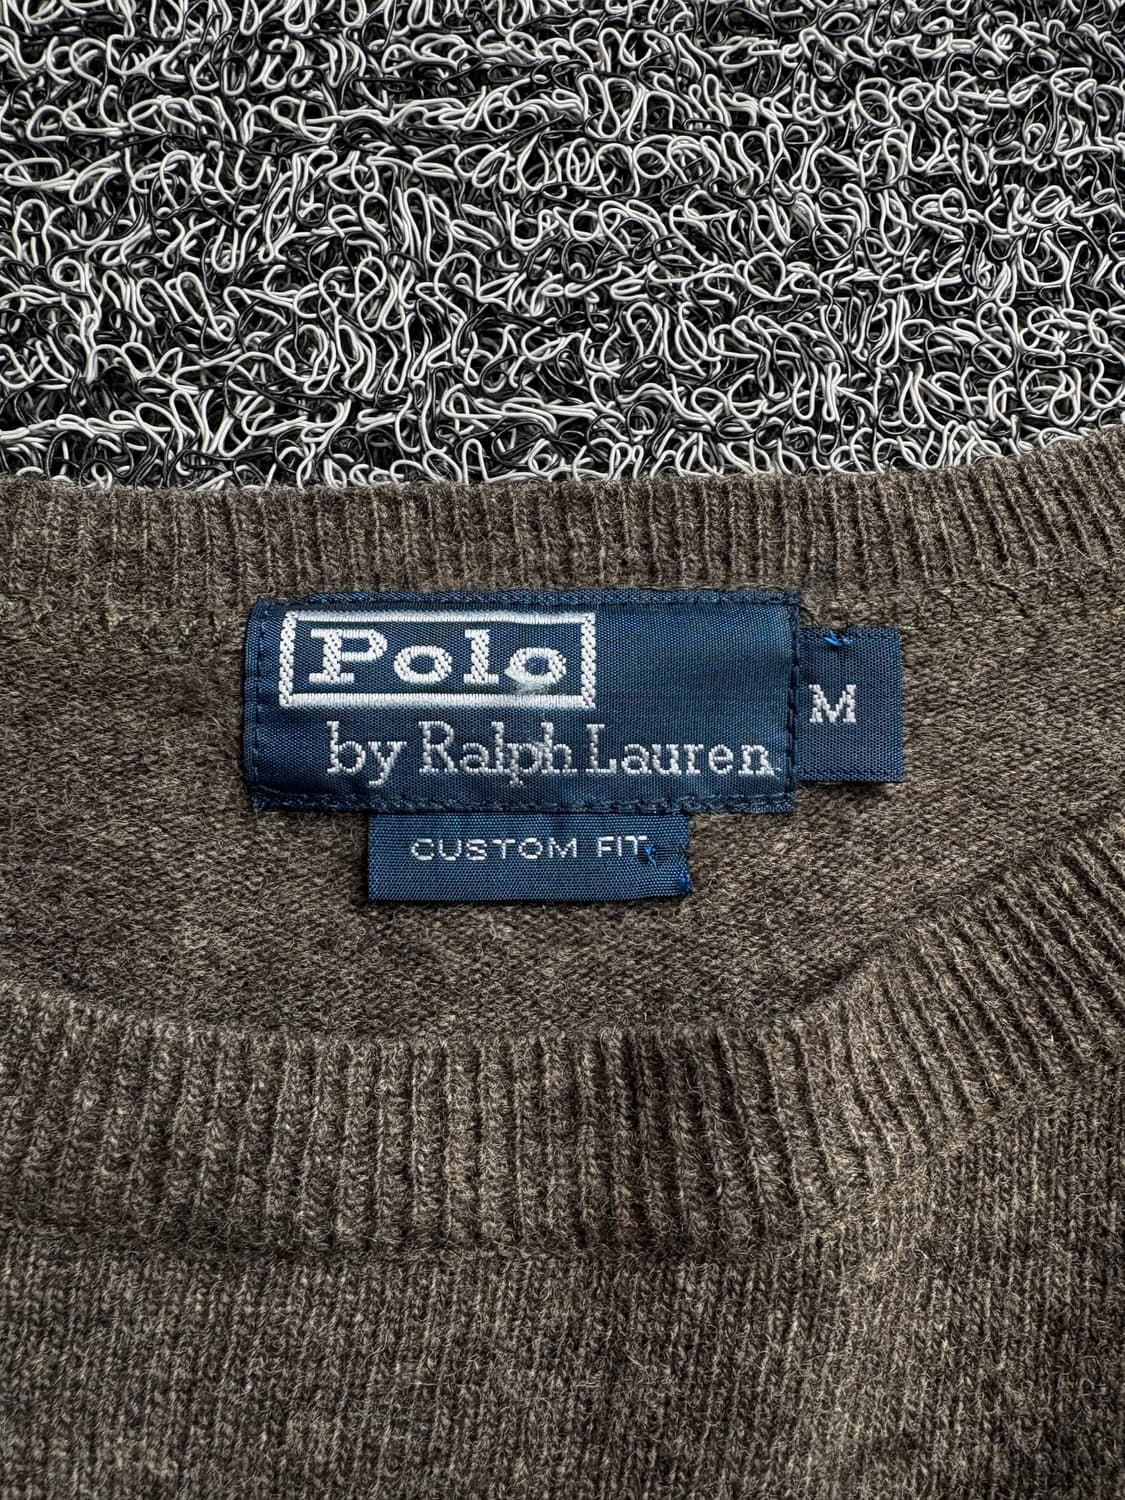 Polo
by Ralph Lauren
M
CUSTOM FIT